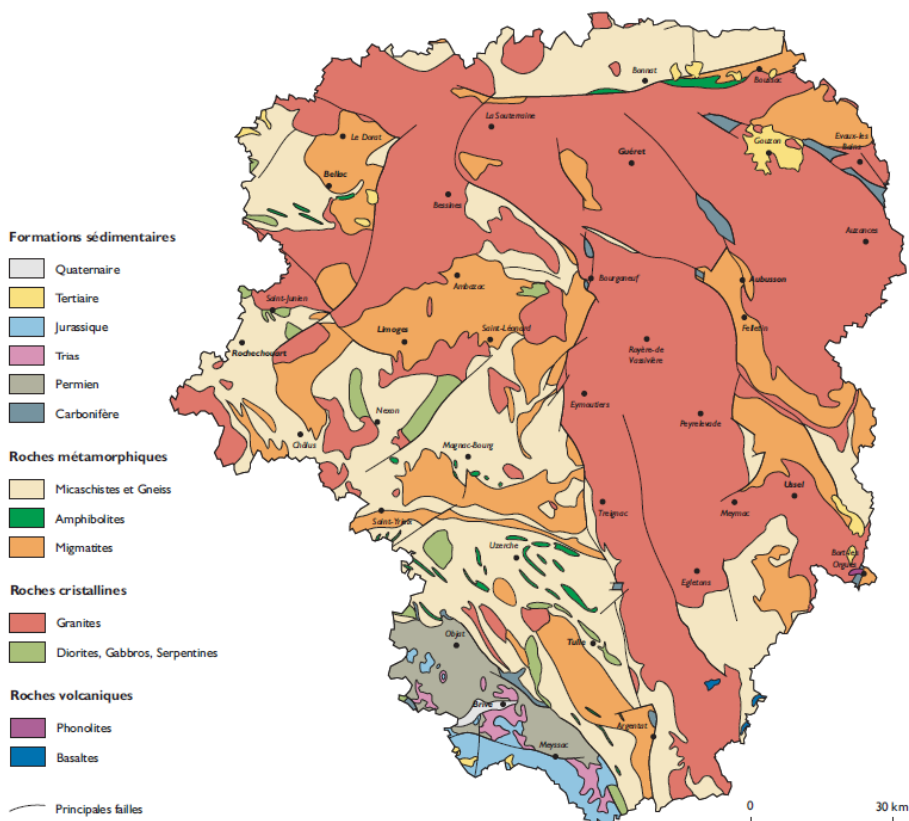 Formations sédimentaires
Quaternaire
Tertiaire
Jurassique
Trias
Permien
Carbonifère
Roches métamorphiques
Micaschistes et Gneiss
Amphibolites
Migmatites
Roches cristallines
Granites
Diorites, Gabbros, Serpentines
Roches volcaniques
Phonolites
Basaltes
Principales failles
Bonnat
Boussac
La Souterraine
Le Dorat
Evaux-les
Bains
Gouzon
Guéret
Bellac
Bessines
Auzances
Ambazac
Bourganeuf
Aubusson
Saint-Junien
Felletin
Limoges
Saint-Léonard
Rochechouart
Royère-de
Vassivière
Eymoutiers
Nexon
Peyrelevade
Châlus
Magnac-Bourg
Ussel
Meymac
Treignac
Saint-Yrieix
Uzerche
Bort-les
Orgues
Egletons
Objat
Tulle
Brive
Argentat
Meyssac
0
30 km